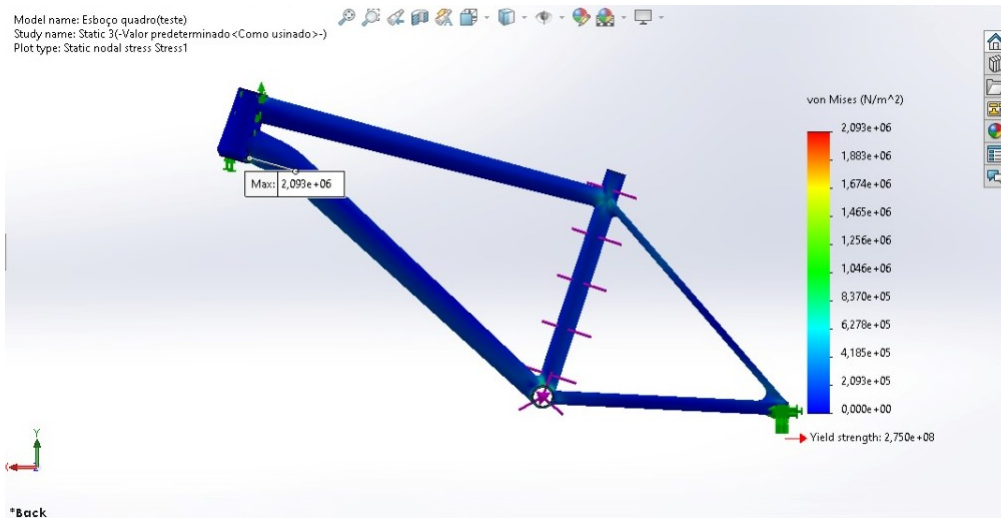 Model name: Esboço quadro(teste)
Study name: Static 3(-Valor predeterminado<Como usinado>-)
Plot type: Static nodal stress Stress1
von Mises (N/m^2)
2,093e+06
1,883e+06
1,674e+06
1,465e+06
1,256e+06
1,046e+06
8,370e+05
6,278e+05
4,185e+05
2,093e+05
0,000e+00
Yield strength: 2,750e+08
Max: 2,093e+06
Y
*Back